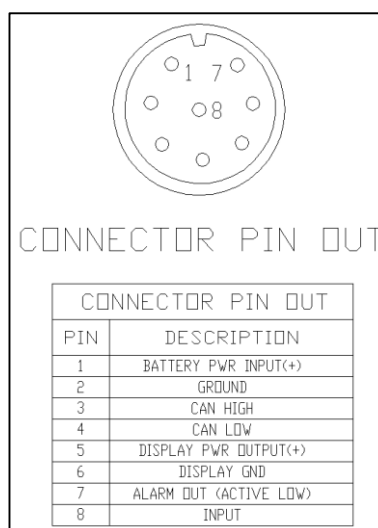 1 7
8
CONNECTOR PIN OUT
CONNECTOR PIN OUT
PIN DESCRIPTION
1 BATTERY PWR INPUT(+)
2 GROUND
3 CAN HIGH
4 CAN LOW
5 DISPLAY PWR OUTPUT(+)
6 DISPLAY GND
7 ALARM OUT (ACTIVE LOW)
8 INPUT